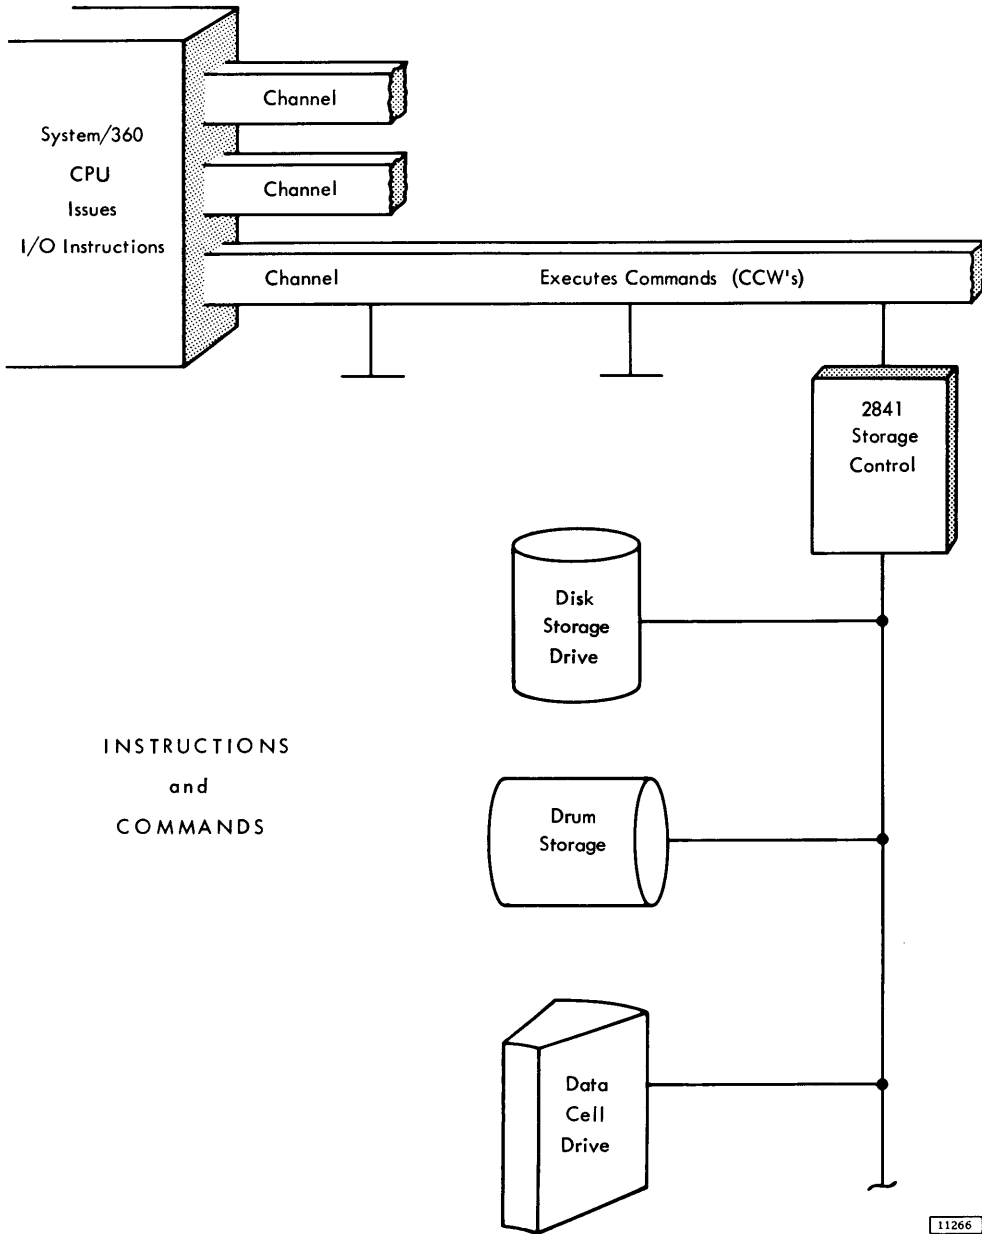 System/360
CPU
Issues
I/O Instructions
Channel
Channel
Channel Executes Commands (CCW's)
2841
Storage
Control
Disk
Storage
Drive
INSTRUCTIONS
and
COMMANDS
Drum
Storage
Data
Cell
Drive
11266